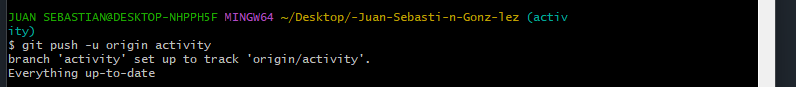 JUAN SEBASTIAN@DESKTOP-NHPPH5F MINGW64 ~/Desktop/-Juan-Sebasti-n-Gonz-lez (activ
ity)
$ git push -u origin activity
branch 'activity' set up to track 'origin/activity'.
Everything up-to-date